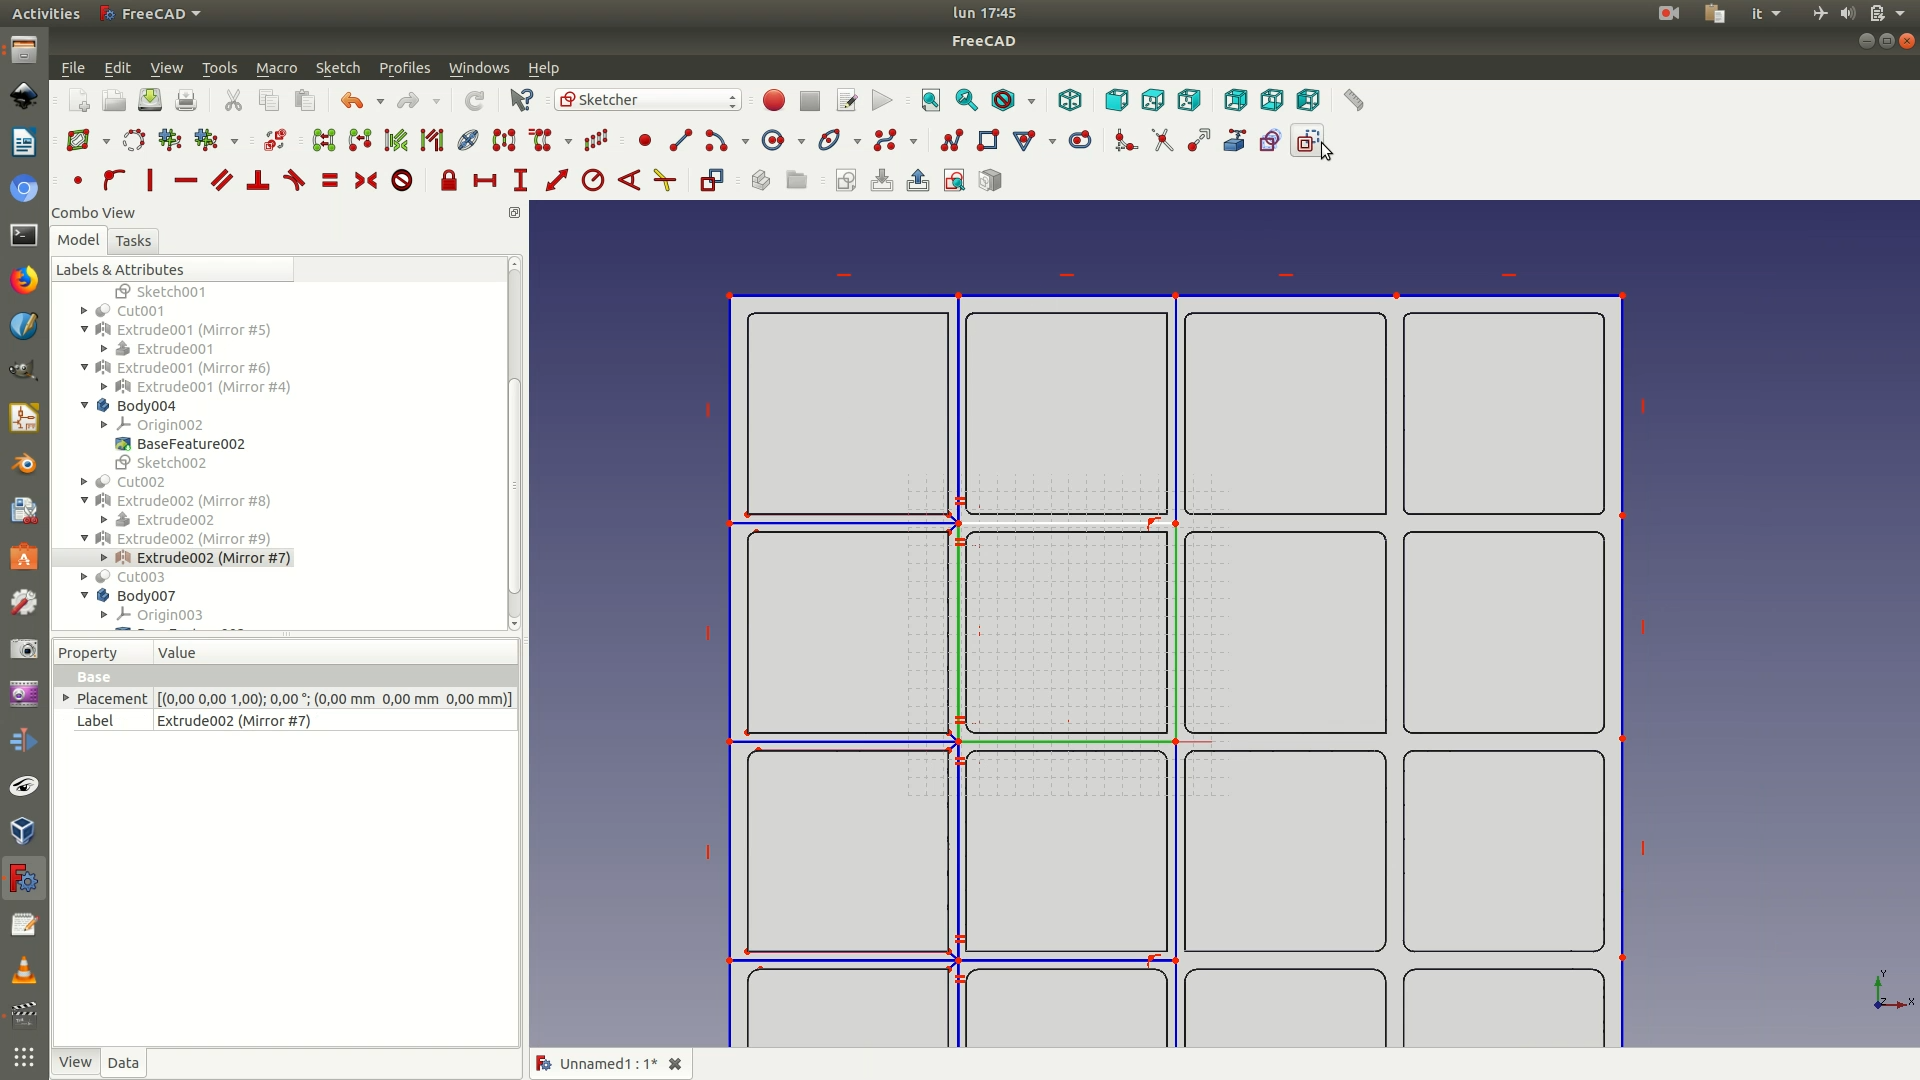 Activities FreeCAD lun 17:45 it
FreeCAD
File Edit View Tools Macro Sketch Profiles Windows Help
Sketcher
Combo View
Model Tasks
Labels & Attributes
Sketch001
Cut001
Extrude001 (Mirror #5)
Extrude001
Extrude001 (Mirror #6)
Extrude001 (Mirror #4)
Body004
Origin002
BaseFeature002
Sketch002
Cut002
Extrude002 (Mirror #8)
Extrude002
Extrude002 (Mirror #9)
Extrude002 (Mirror #7)
Cut003
Body007
Origin003
Property Value
Base
Placement [(0,00 0,00 1,00); 0,00 °; (0,00 mm 0,00 mm 0,00 mm)]
Label Extrude002 (Mirror #7)
Y
Z X
View Data
Unnamed1 : 1*